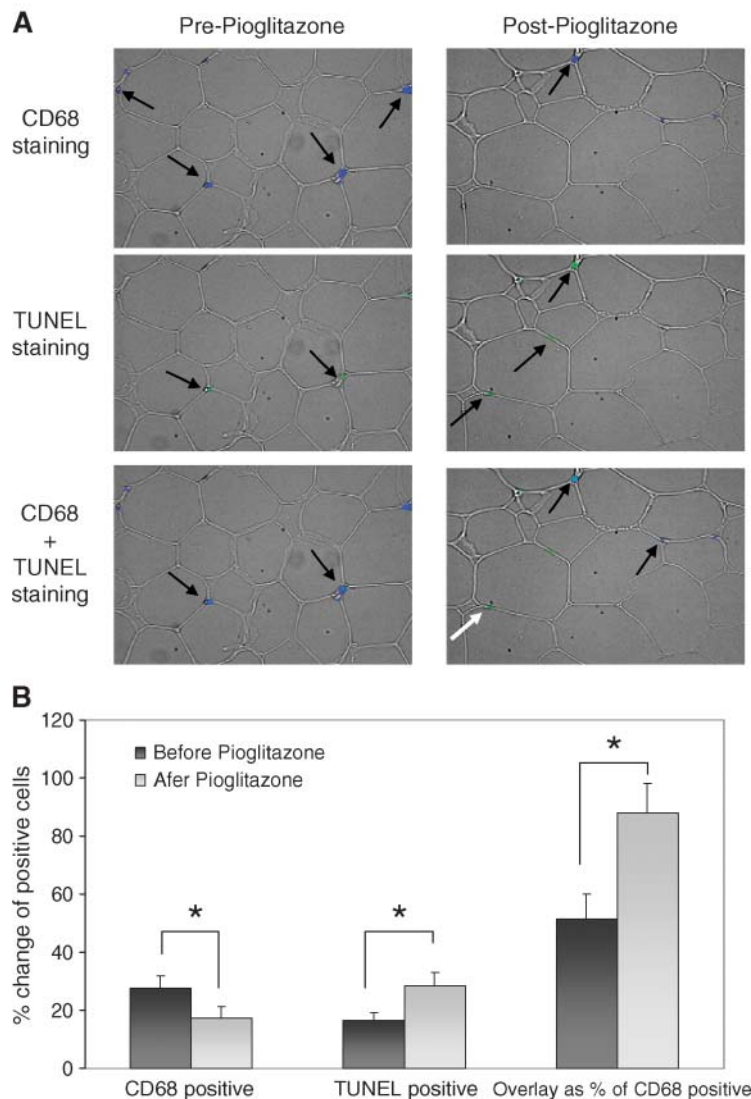 A
Pre-Pioglitazone
Post-Pioglitazone
CD68
staining
TUNEL
staining
CD68
+
TUNEL
staining
B
% change of positive cells
120
100
80
60
40
20
0
Before Pioglitazone
Afer Pioglitazone
*
*
*
CD68 positive
TUNEL positive
Overlay as % of CD68 positive